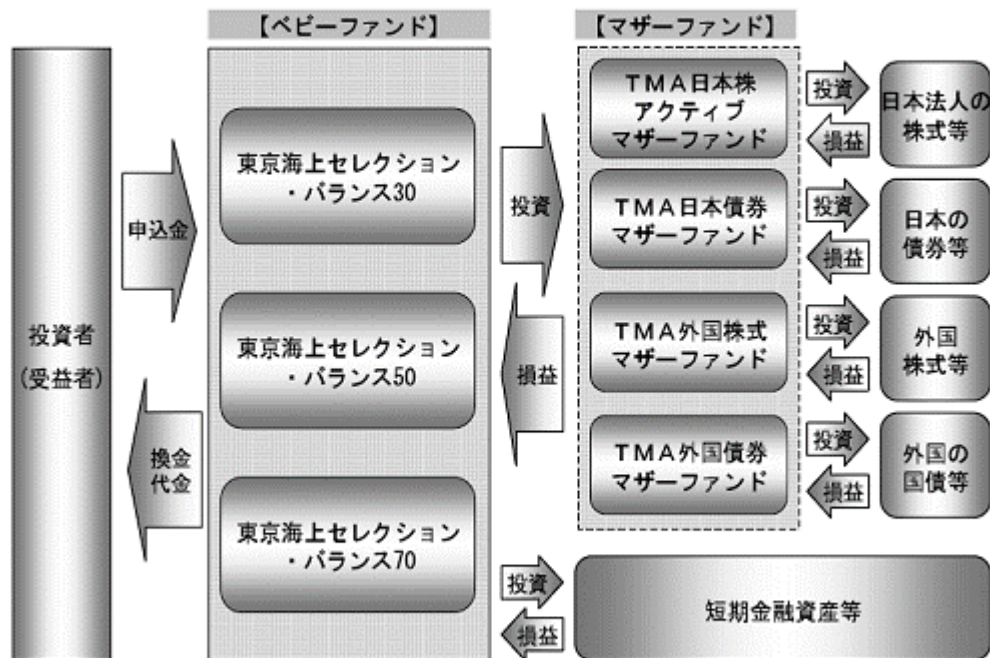 【ベビーファンド】
【マザーファンド】
投資者
(受益者)
申込金
換金
代金
東京海上セレクション
・バランス30
東京海上セレクション
・バランス50
東京海上セレクション
・バランス70
投資
損益
投資
損益
TMA日本株
アクティブ
マザーファンド
TMA日本債券
マザーファンド
TMA外国株式
マザーファンド
TMA外国債券
マザーファンド
投資
損益
日本法人の
株式等
投資
損益
日本の
債券等
投資
損益
外国
株式等
投資
損益
外国の
国債等
短期金融資産等